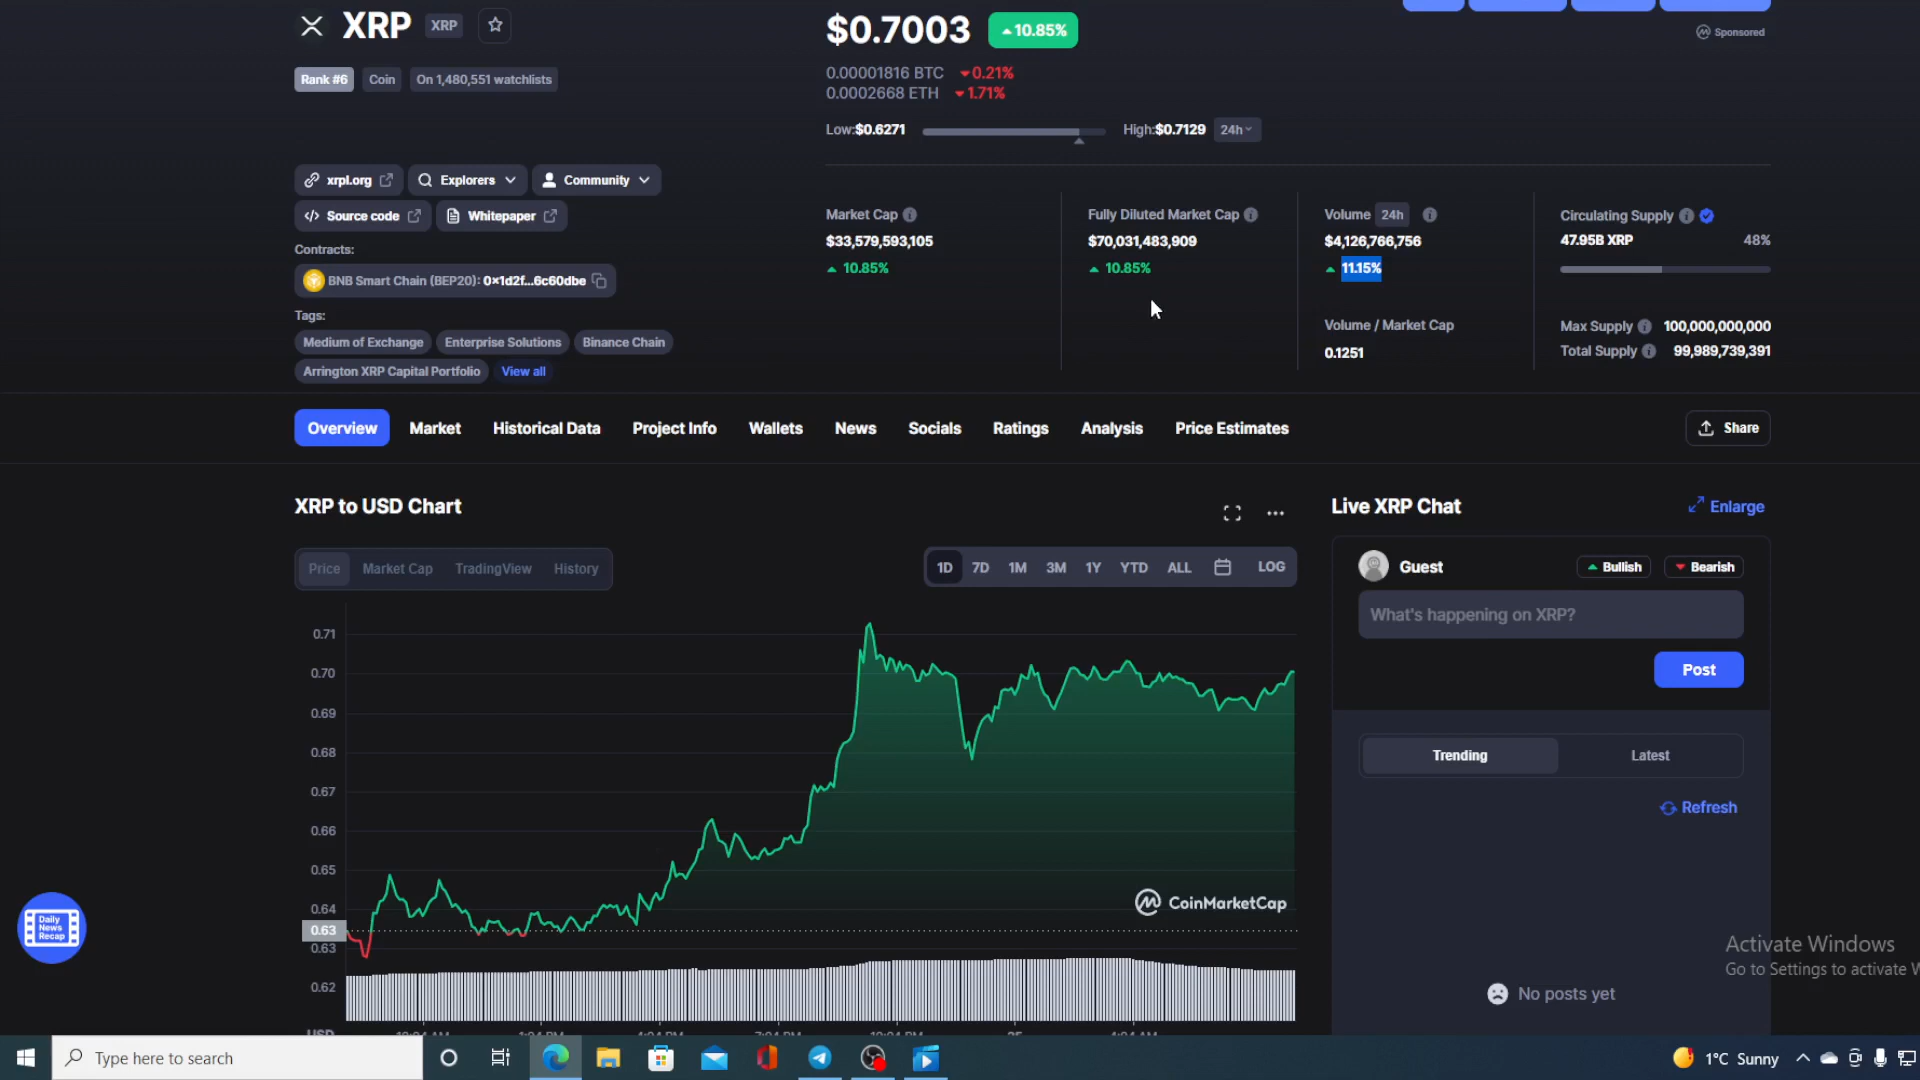 XRP XRP
$0.7003 10.85%
Sponsored
Rank #6 Coin On 1,480,551 watchlists
0.00001816 BTC 0.21%
0.0002668 ETH 1.71%
Low:$0.6271 High:$0.7129 24h
xrpl.org Explorers Community
Source code Whitepaper
Contracts:
BNB Smart Chain (BEP20): 0x1d2f...6c60dbe
Tags:
Medium of Exchange Enterprise Solutions Binance Chain
Arrington XRP Capital Portfolio View all
Market Cap
$33,579,593,105
10.85%
Fully Diluted Market Cap
$70,031,483,909
10.85%
Volume 24h
$4,126,766,756
11.15%
Volume / Market Cap
0.1251
Circulating Supply
47.95B XRP 48%
Max Supply 100,000,000,000
Total Supply 99,989,739,391
Overview Market Historical Data Project Info Wallets News Socials Ratings Analysis Price Estimates Share
XRP to USD Chart
Price Market Cap TradingView History
1D 7D 1M 3M 1Y YTD ALL LOG
0.71
0.70
0.69
0.68
0.67
0.66
0.65
0.64
0.63
0.63
0.62
CoinMarketCap
Live XRP Chat Enlarge
Guest Bullish Bearish
What's happening on XRP?
Post
Trending Latest
Refresh
No posts yet
Daily
News
Recap
Activate Windows
Go to Settings to activate W
Type here to search
1°C Sunny